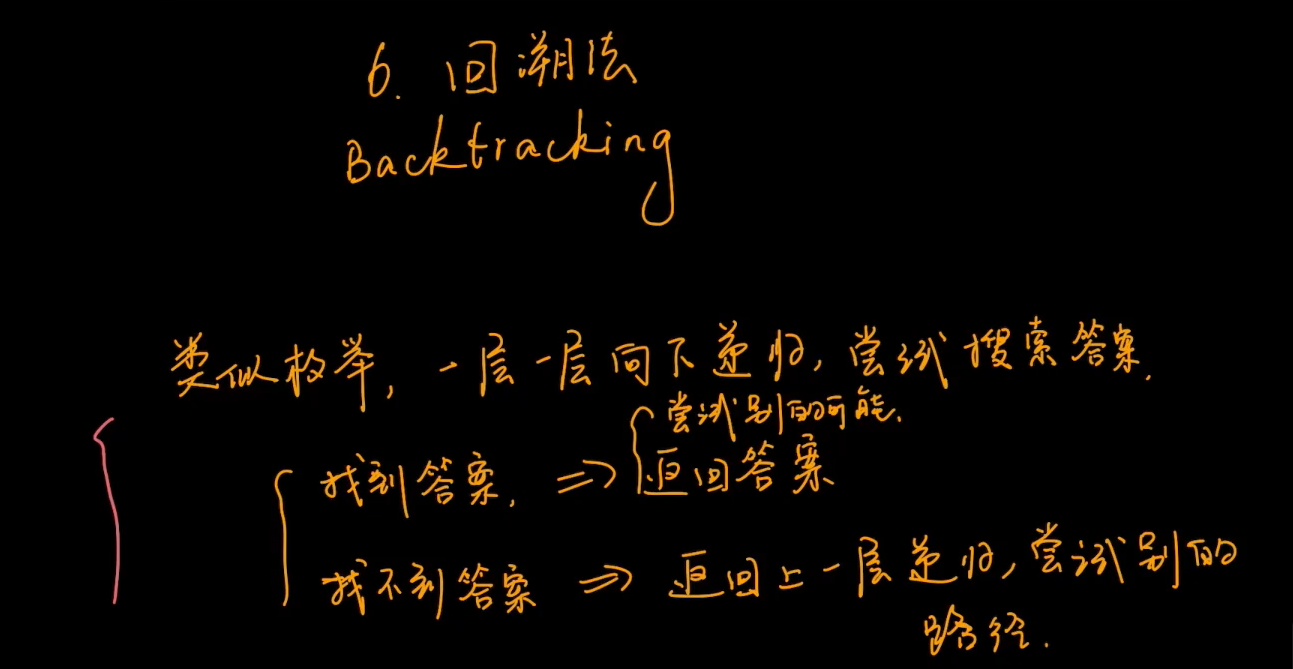 6. 回溯法
Backtracking
类似枚举, 一层一层向下递归, 尝试搜索答案.
尝试别的可能.
找到答案, ⇒ 返回答案
找不到答案 ⇒ 返回上一层递归, 尝试别的
路径.